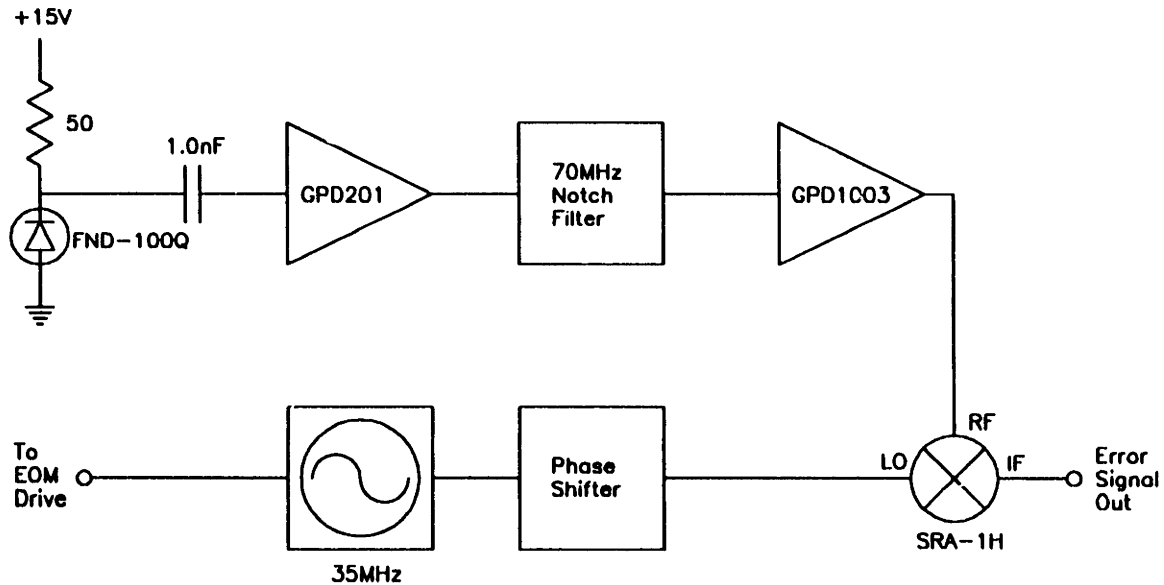 +15V
50
1.0nF
GPD201
70MHz
Notch
Filter
GPD1003
FND-100Q
RF
To
EOM
Drive
Phase
Shifter
LO
IF
Error
Signal
Out
SRA-1H
35MHz